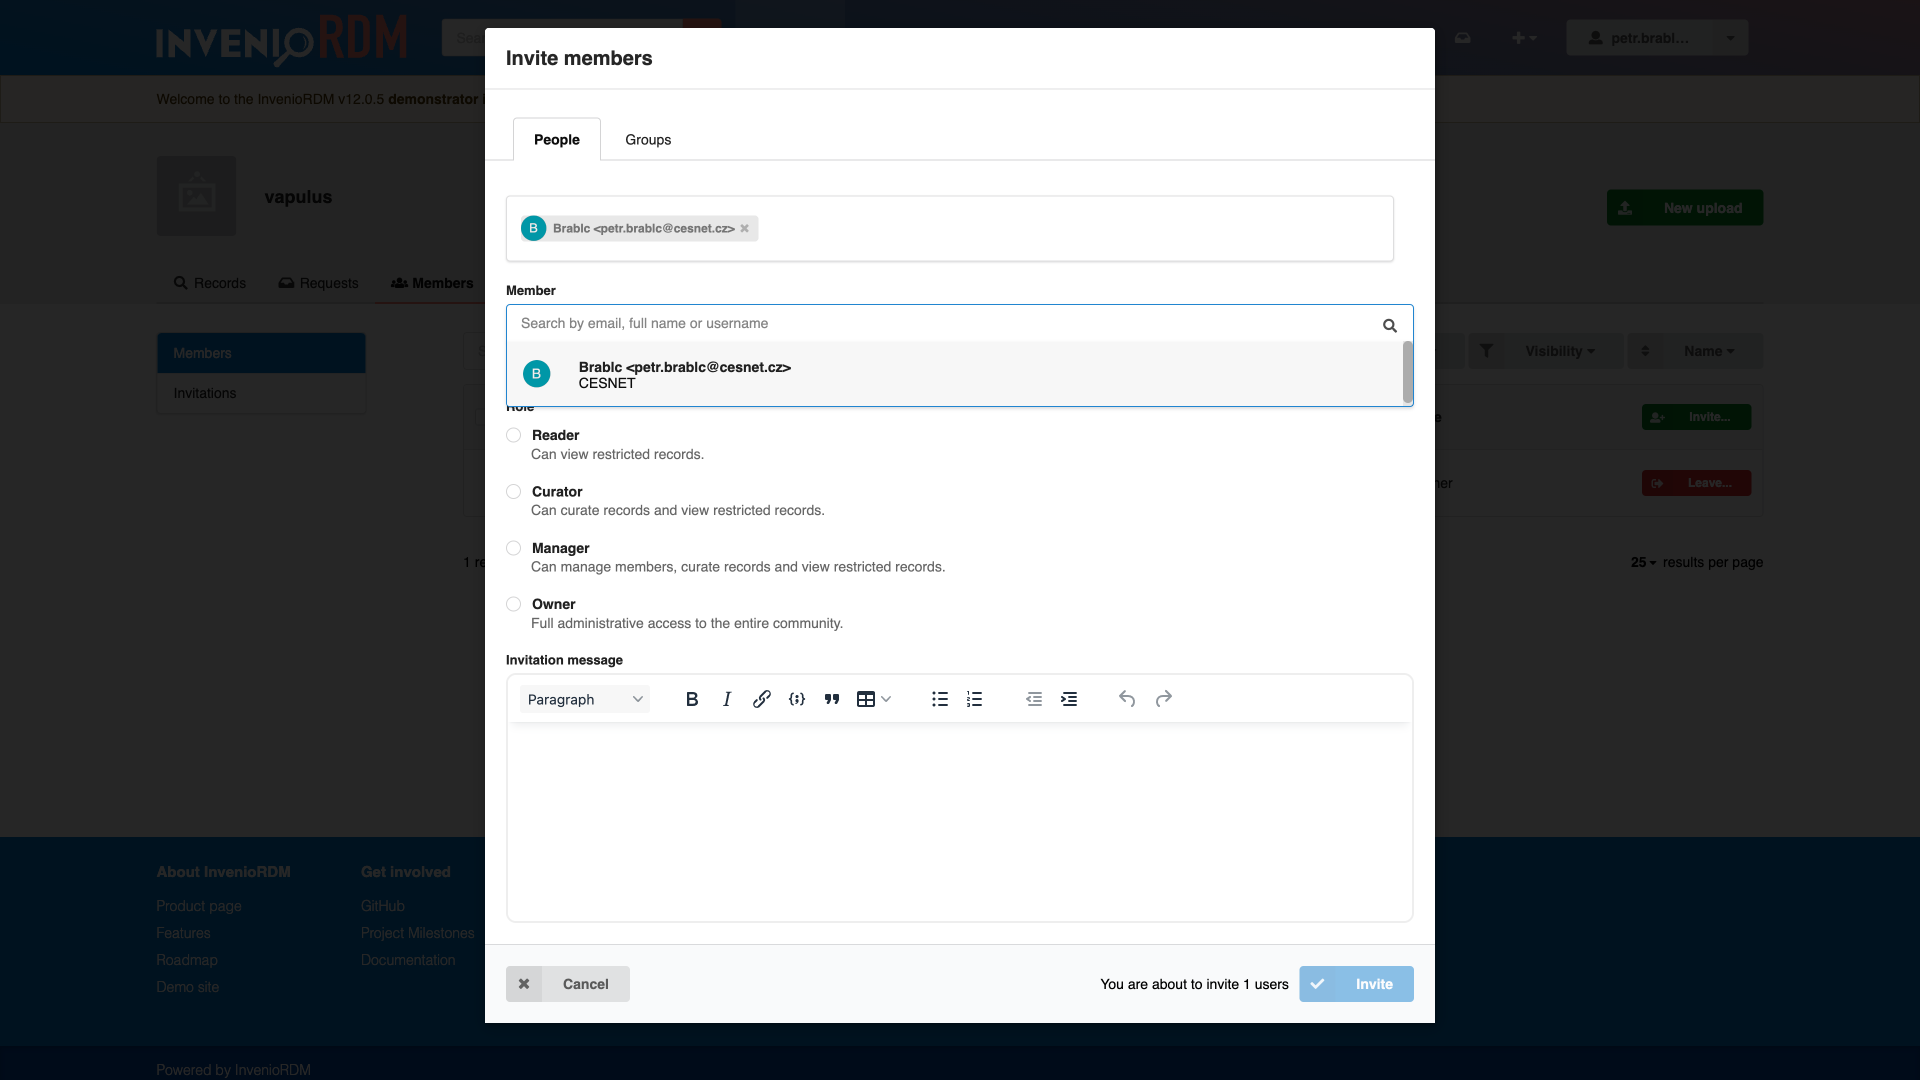 INVENIO RDM
petr.brabl...
Invite members
Welcome to the InvenioRDM v12.0.5 demonstrator
People
Groups
vapulus
New upload
B Brablc <petr.brablc@cesnet.cz>
Records
Requests
Members
Member
Search by email, full name or username
B Brablc <petr.brablc@cesnet.cz>
CESNET
Members
Invitations
Visibility
Name
Invite...
Leave...
Role
Reader
Can view restricted records.
Curator
Can curate records and view restricted records.
Manager
Can manage members, curate records and view restricted records.
25 results per page
Owner
Full administrative access to the entire community.
Invitation message
Paragraph
About InvenioRDM
Product page
Features
Roadmap
Demo site
Get involved
GitHub
Project Milestones
Documentation
Cancel
You are about to invite 1 users
Invite
Powered by InvenioRDM